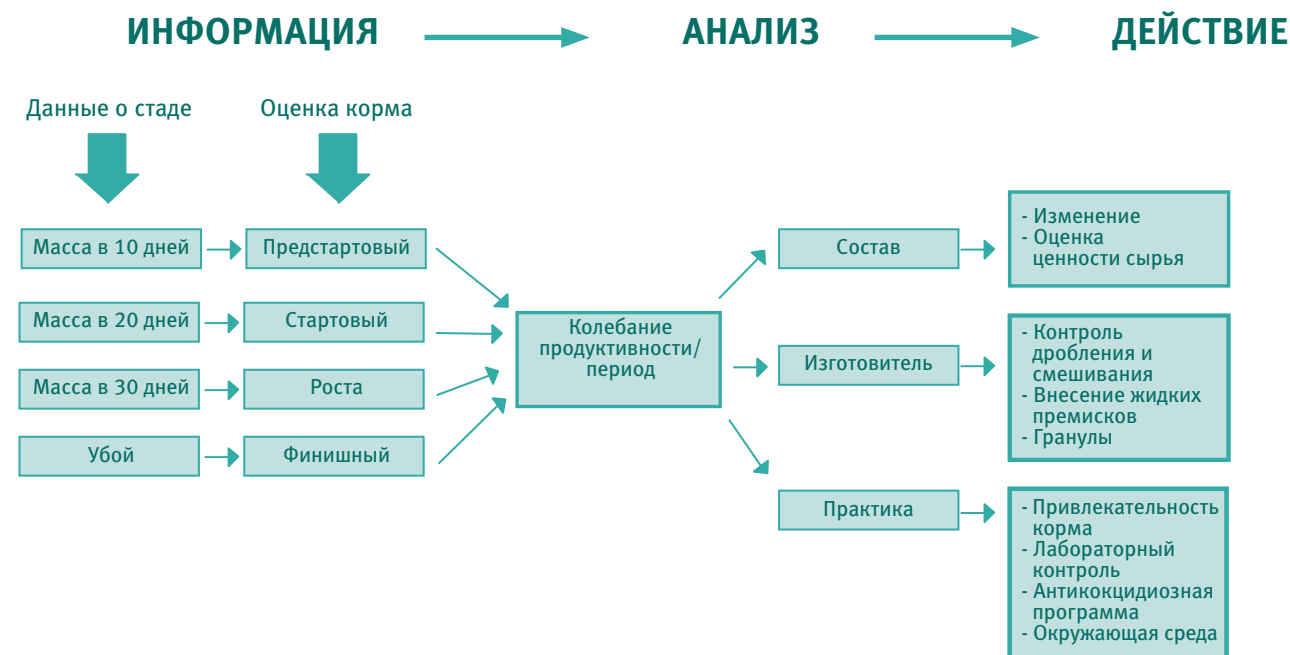 ИНФОРМАЦИЯ
АНАЛИЗ
ДЕЙСТВИЕ
Данные о стаде
Оценка корма
Масса в 10 дней
Предстартовый
Масса в 20 дней
Стартовый
Масса в 30 дней
Роста
Убой
Финишный
Колебание
продуктивности/
период
Состав
- Изменение
- Оценка
ценности сырья
Изготовитель
- Контроль
дробления и
смешивания
- Внесение жидких
премисков
- Гранулы
Практика
- Привлекательность
корма
- Лабораторный
контроль
- Антикокцидиозная
программа
- Окружающая среда